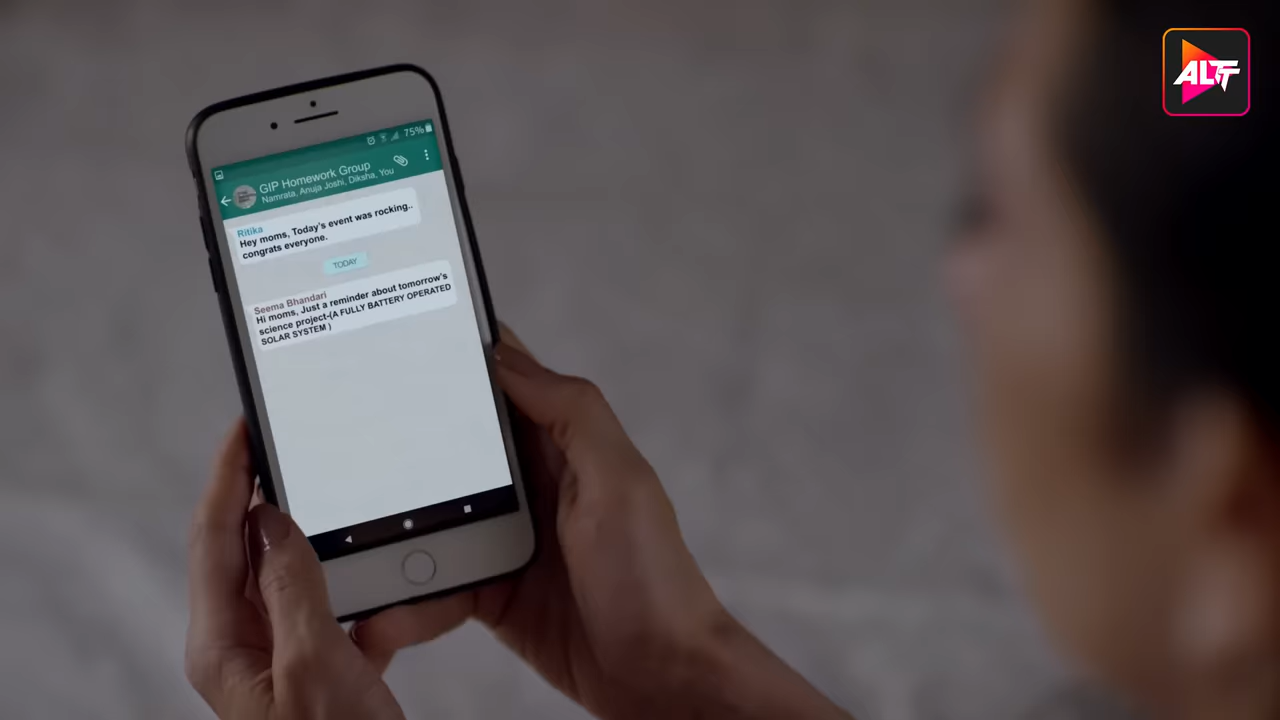 ALTT
75%
GIP Homework Group
Namrata, Anuja Joshi, Diksha, You
Ritika
Hey moms, Today's event was rocking..
congrats everyone.
TODAY
Seema Bhandari
Hi moms, Just a reminder about tomorrow's
science project-(A FULLY BATTERY OPERATED
SOLAR SYSTEM )